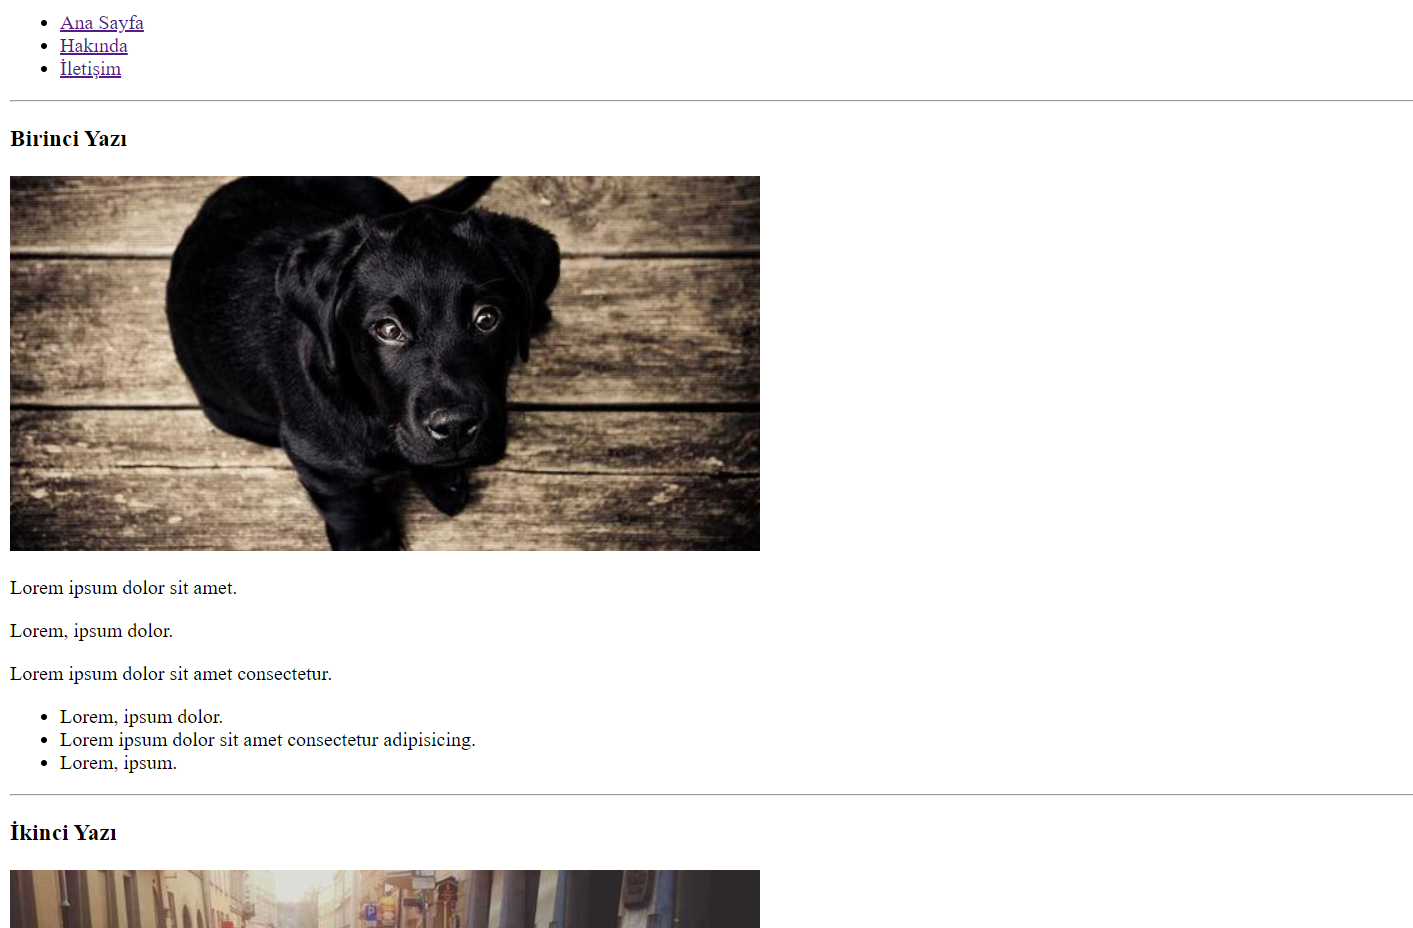 Ana Sayfa
Hakında
İletişim
Birinci Yazı
Lorem ipsum dolor sit amet.
Lorem, ipsum dolor.
Lorem ipsum dolor sit amet consectetur.
Lorem, ipsum dolor.
Lorem ipsum dolor sit amet consectetur adipisicing.
Lorem, ipsum.
İkinci Yazı